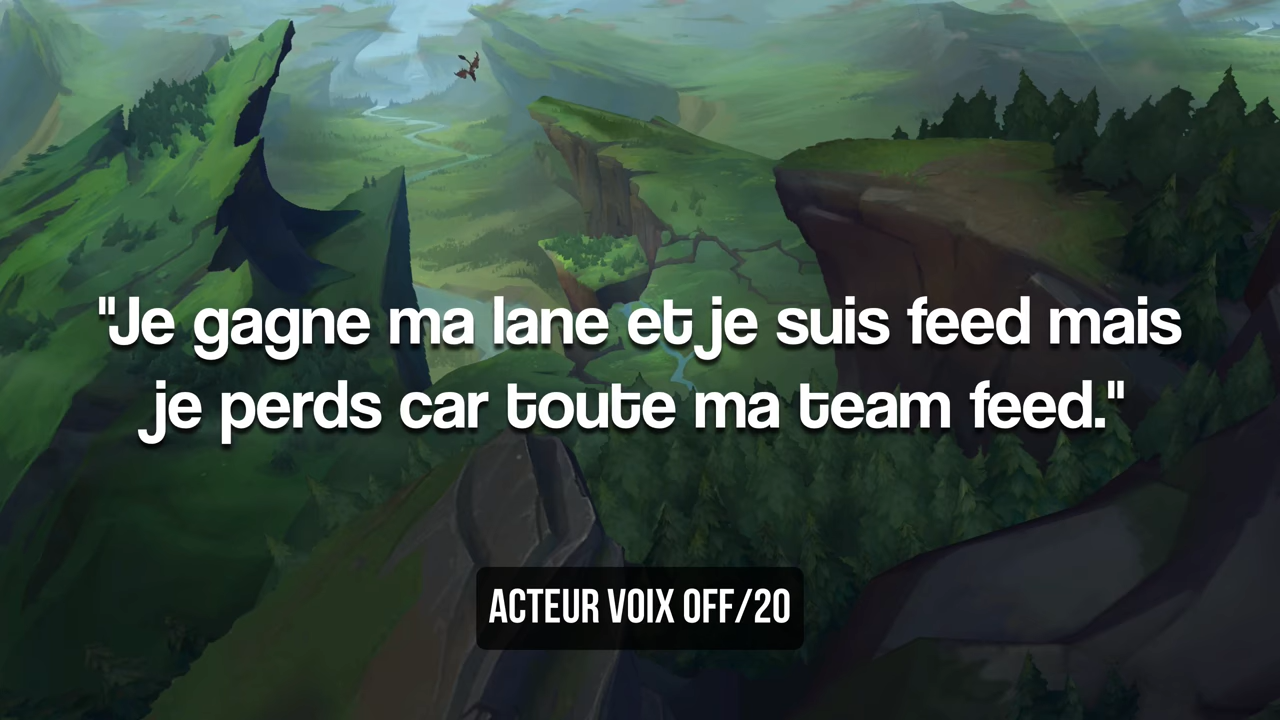 "Je gagne ma lane et je suis feed mais
je perds car toute ma team feed."
ACTEUR VOIX OFF/20